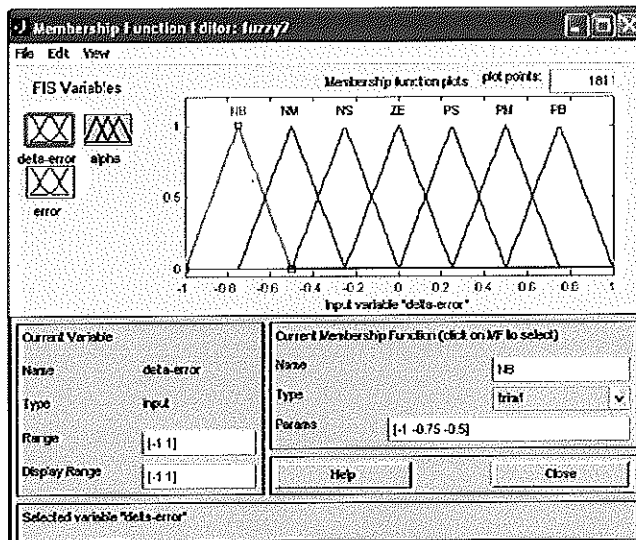 Membership Function Editor: fuzzy2
File Edit View
FIS Variables
Membership function plots plot points: 181
NB NM NS ZE PS PM PB
delta-error alpha
error
1
0.5
0
-1 -0.8 -0.6 -0.4 -0.2 0 0.2 0.4 0.6 0.8 1
Input variable "delta-error"
Current Variable
Name delta-error
Type input
Range [-1 1]
Display Range [-1 1]
Current Membership Function (click on MF to select)
Name NB
Type trimf
Params [-1 -0.75 -0.5]
Help Close
Selected variable "delta-error"